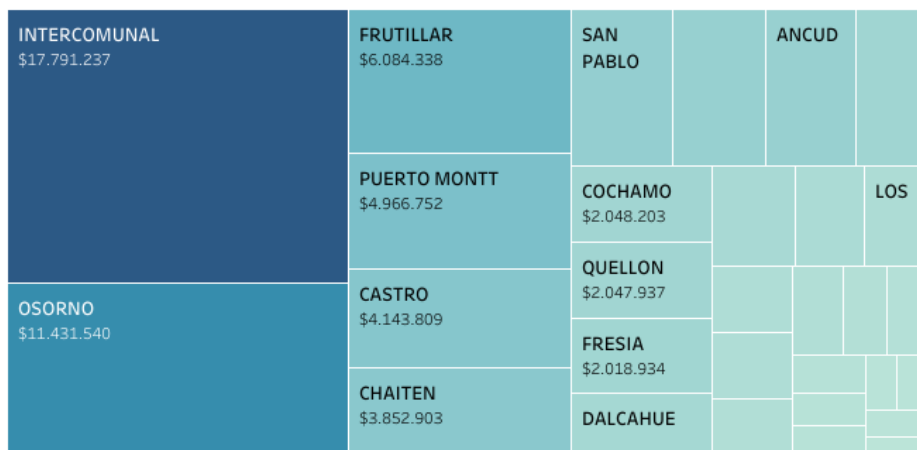 INTERCOMUNAL
$17.791.237
OSORNO
$11.431.540
FRUTILLAR
$6.084.338
PUERTO MONTT
$4.966.752
CASTRO
$4.143.809
CHAITEN
$3.852.903
SAN
PABLO
ANCUD
COCHAMO
$2.048.203
QUELLON
$2.047.937
FRESIA
$2.018.934
DALCAHUE
LOS